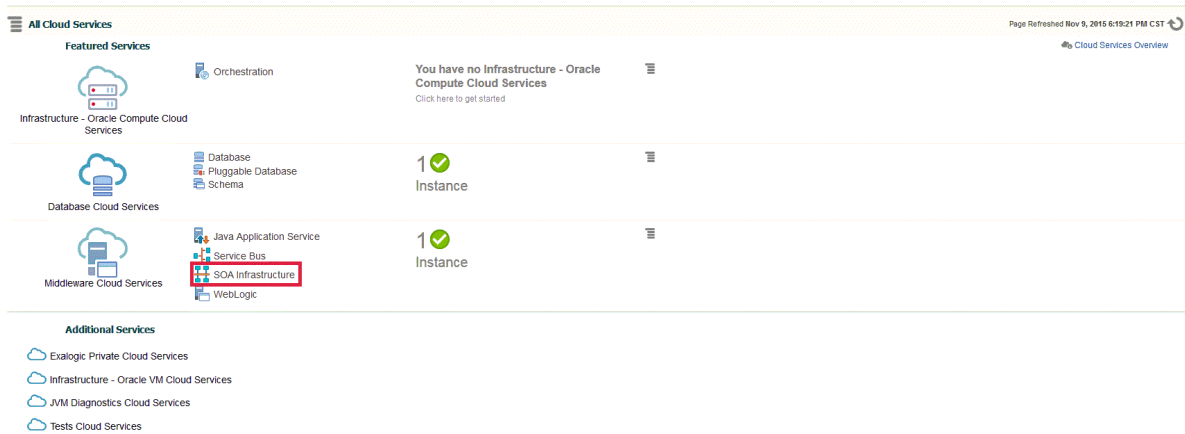 All Cloud Services
Page Refreshed Nov 9, 2015 6:19:21 PM CST
Featured Services
Cloud Services Overview
Infrastructure - Oracle Compute Cloud
Services
Orchestration
You have no Infrastructure - Oracle
Compute Cloud Services
Click here to get started
Database Cloud Services
Database
Pluggable Database
Schema
1
Instance
Middleware Cloud Services
Java Application Service
Service Bus
SOA Infrastructure
WebLogic
1
Instance
Additional Services
Exalogic Private Cloud Services
Infrastructure - Oracle VM Cloud Services
JVM Diagnostics Cloud Services
Tests Cloud Services